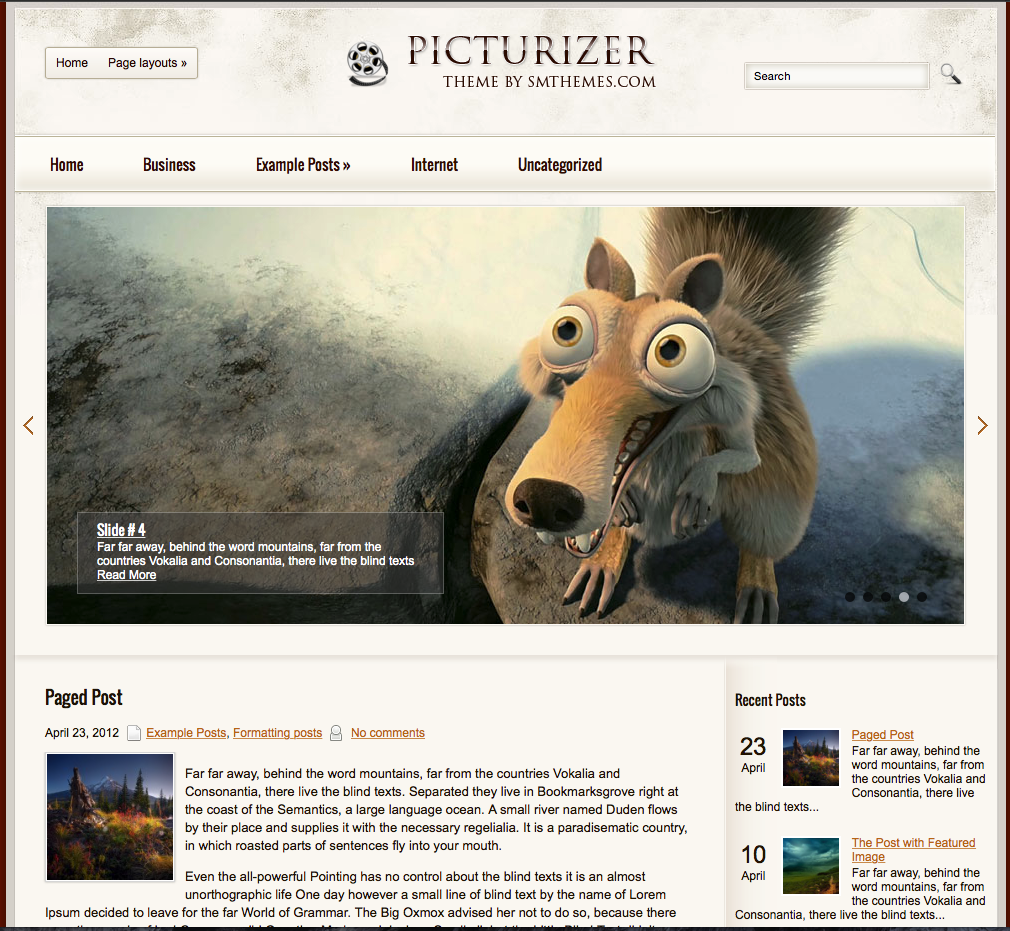 Home Page layouts »
PICTURIZER
THEME BY SMTHEMES.COM
Search
Home Business Example Posts » Internet Uncategorized
Slide # 4
Far far away, behind the word mountains, far from the
countries Vokalia and Consonantia, there live the blind texts
Read More
Paged Post
April 23, 2012 Example Posts, Formatting posts No comments
Far far away, behind the word mountains, far from the countries Vokalia and
Consonantia, there live the blind texts. Separated they live in Bookmarksgrove right at
the coast of the Semantics, a large language ocean. A small river named Duden flows
by their place and supplies it with the necessary regelialia. It is a paradisematic country,
in which roasted parts of sentences fly into your mouth.
Even the all-powerful Pointing has no control about the blind texts it is an almost
unorthographic life One day however a small line of blind text by the name of Lorem
Ipsum decided to leave for the far World of Grammar. The Big Oxmox advised her not to do so, because there
Recent Posts
23
April
Paged Post
Far far away, behind the
word mountains, far from
the countries Vokalia and
Consonantia, there live
the blind texts...
10
April
The Post with Featured
Image
Far far away, behind the
word mountains, far from
the countries Vokalia and
Consonantia, there live the blind texts...